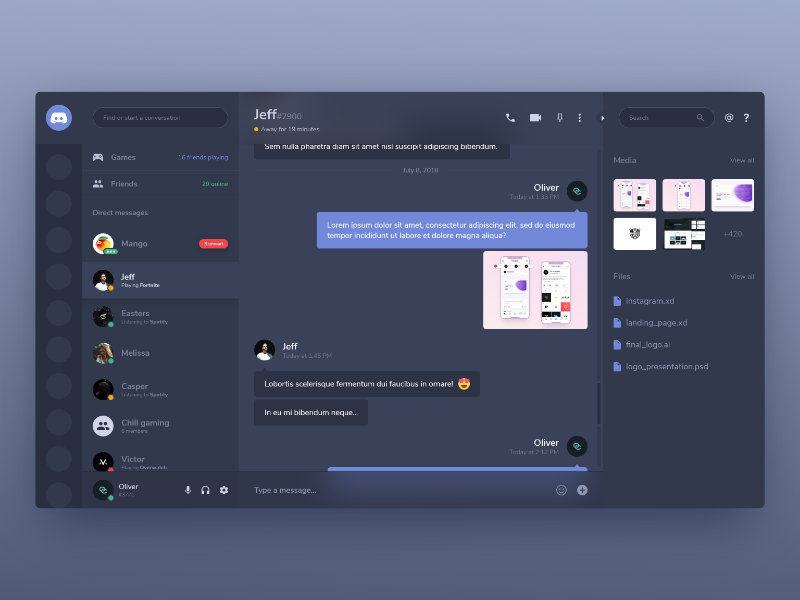 Find or start a conversation
Games
16 friends playing
Friends
29 online
Direct messages
Mango
Jeff
Playing Fortnite
Easters
Listening to Spotify
Melissa
Casper
Listening to Spotify
Chill gaming
6 members
Victor
Playing Overwatch
Oliver
Jeff#2900
Away for 19 minutes
Sem nulla pharetra diam sit amet nisl suscipit adipiscing bibendum.
July 8, 2018
Oliver
Today at 1:33 PM
Lorem ipsum dolor sit amet, consectetur adipiscing elit, sed do eiusmod
tempor incididunt ut labore et dolore magna aliqua?
Jeff
Today at 1:45 PM
Lobortis scelerisque fermentum dui faucibus in ornare! 😍
In eu mi bibendum neque...
Oliver
Today at 2:12 PM
Type a message...
Search
@ ?
Media
View all
+420
Files
View all
instagram.xd
landing_page.xd
final_logo.ai
logo_presentation.psd